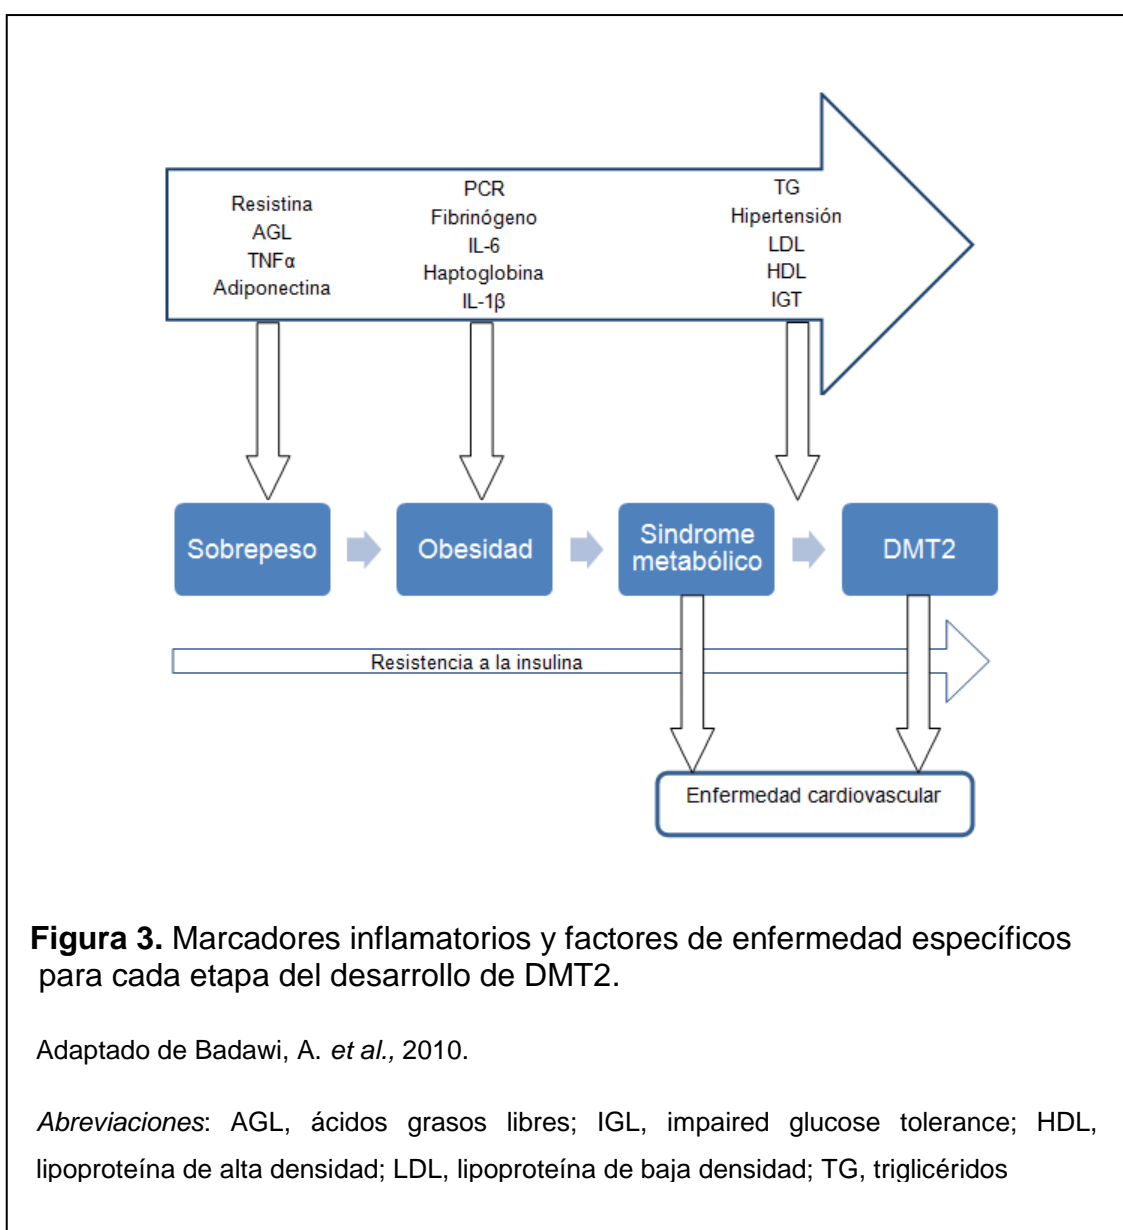 Resistina
AGL
TNFα
Adiponectina
PCR
Fibrinógeno
IL-6
Haptoglobina
IL-1β
TG
Hipertensión
LDL
HDL
IGT
Sobrepeso
Obesidad
Sindrome
metabólico
DMT2
Resistencia a la insulina
Enfermedad cardiovascular
Figura 3. Marcadores inflamatorios y factores de enfermedad específicos
para cada etapa del desarrollo de DMT2.
Adaptado de Badawi, A. et al., 2010.
Abreviaciones: AGL, ácidos grasos libres; IGL, impaired glucose tolerance; HDL,
lipoproteína de alta densidad; LDL, lipoproteína de baja densidad; TG, triglicéridos